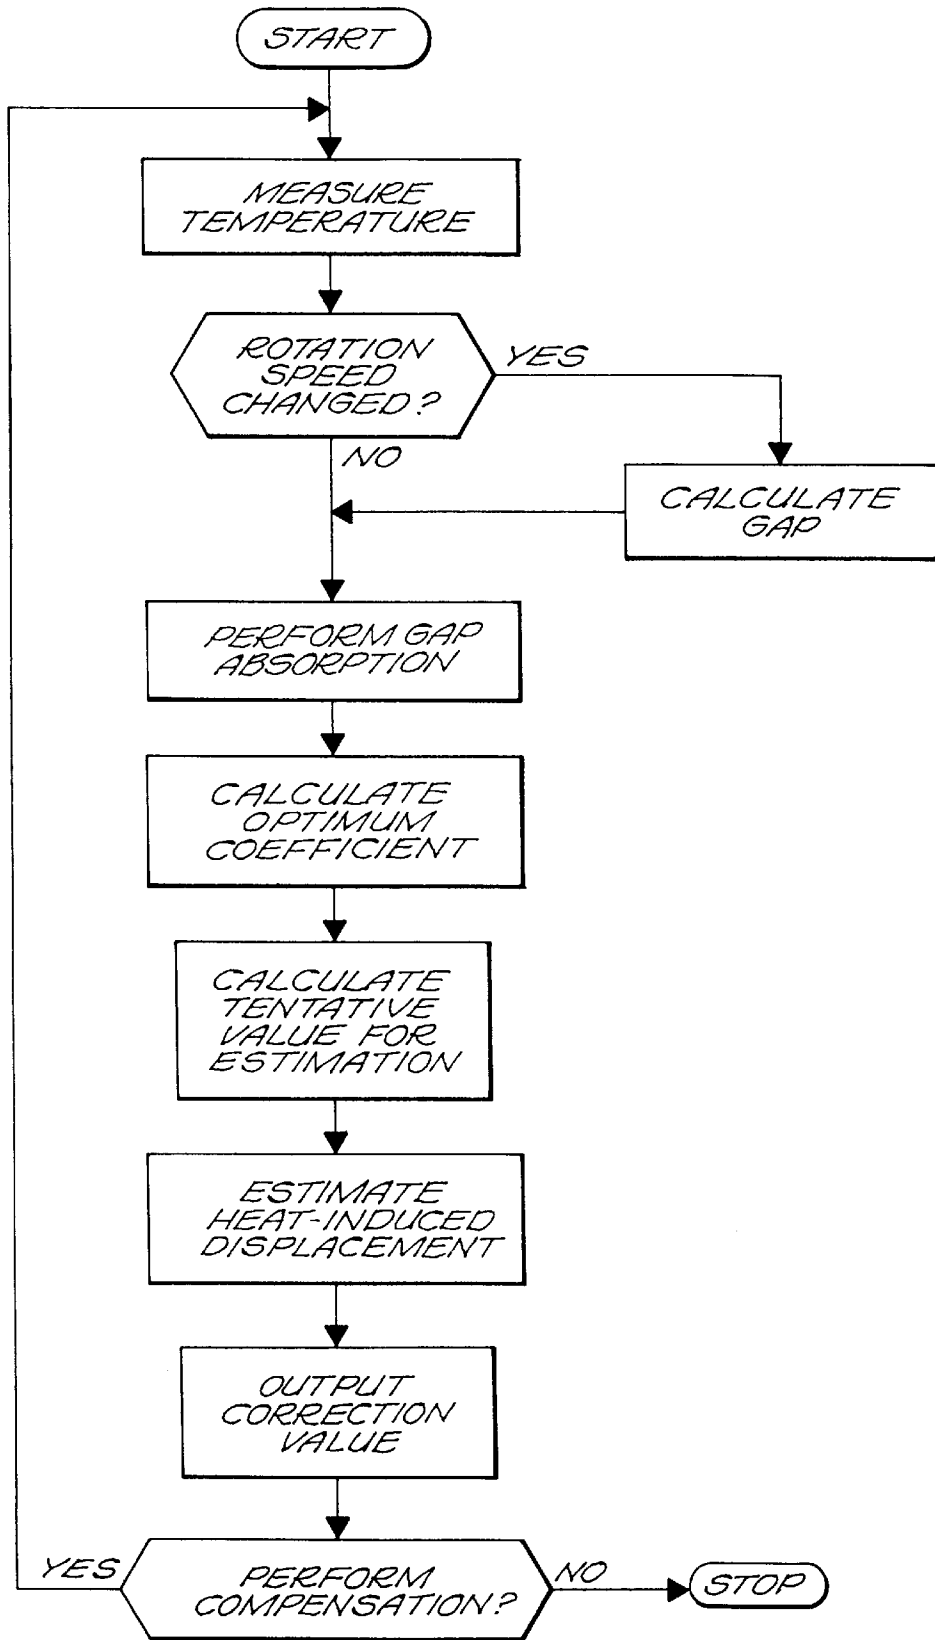 START
MEASURE
TEMPERATURE
ROTATION
SPEED
CHANGED?
YES
NO
CALCULATE
GAP
PERFORM GAP
ABSORPTION
CALCULATE
OPTIMUM
COEFFICIENT
CALCULATE
TENTATIVE
VALUE FOR
ESTIMATION
ESTIMATE
HEAT-INDUCED
DISPLACEMENT
OUTPUT
CORRECTION
VALUE
YES
PERFORM
COMPENSATION?
NO
STOP